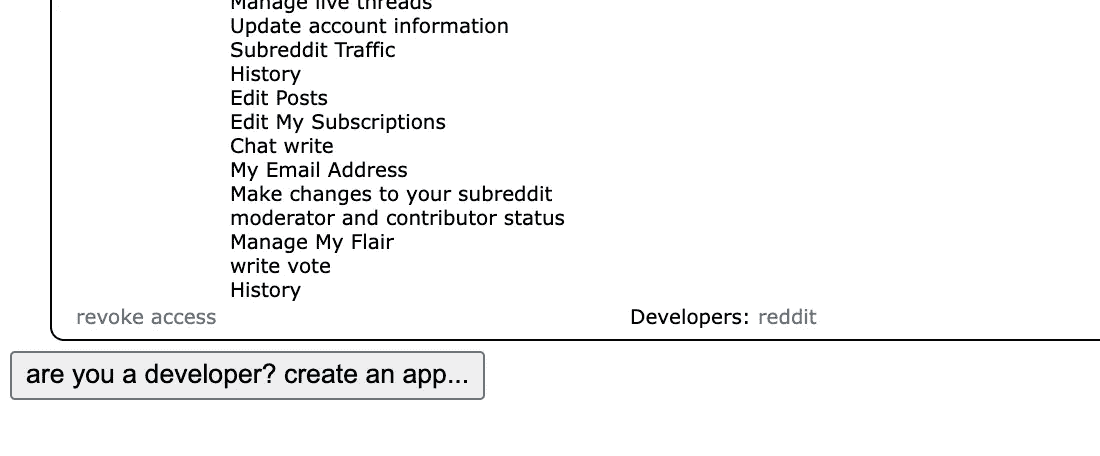 Manage live threads
Update account information
Subreddit Traffic
History
Edit Posts
Edit My Subscriptions
Chat write
My Email Address
Make changes to your subreddit
moderator and contributor status
Manage My Flair
write vote
History
revoke access
Developers: reddit
are you a developer? create an app...